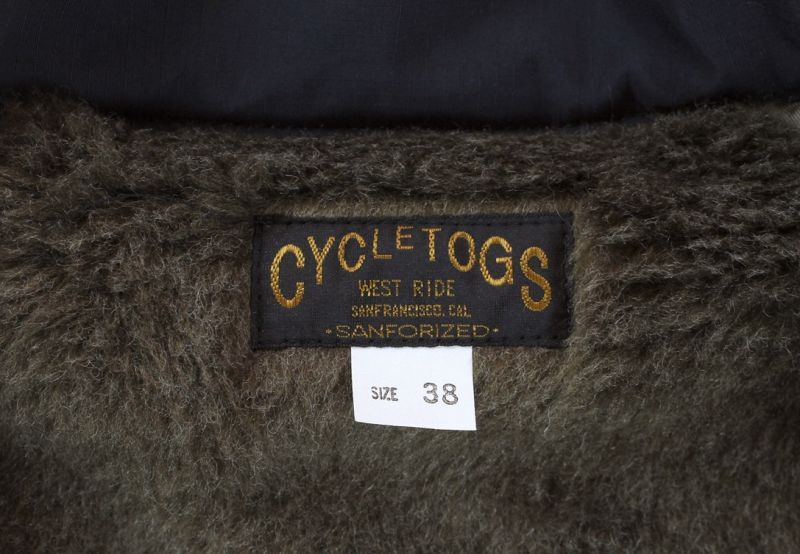 CYCLETOGS
WEST RIDE
SANFRANCISCO. CAL
• SANFORIZED •
SIZE 38